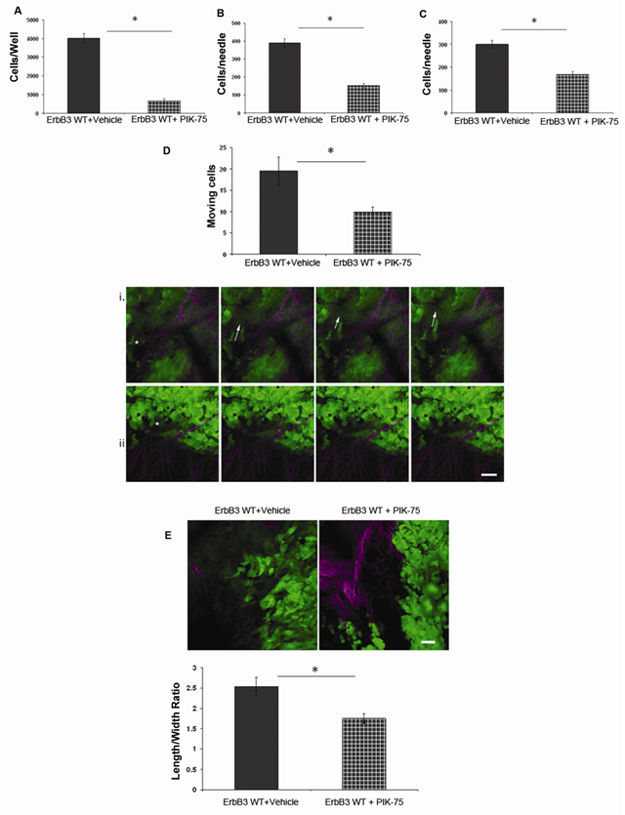 A
*
Cells/Well
5000
4000
3000
2000
1000
0
ErbB3 WT+Vehicle ErbB3 WT+ PIK-75
B
*
Cells/needle
500
400
300
200
100
0
ErbB3 WT+Vehicle ErbB3 WT + PIK-75
C
*
Cells/needle
400
300
200
100
0
ErbB3 WT+Vehicle ErbB3 WT + PIK-75
D
*
Moving cells
25
20
15
10
5
0
ErbB3 WT+Vehicle ErbB3 WT + PIK-75
i.
*
ii
*
ErbB3 WT+Vehicle ErbB3 WT + PIK-75
E
*
Length/Width Ratio
3
2.5
2
1.5
1
0.5
0
ErbB3 WT+Vehicle ErbB3 WT + PIK-75